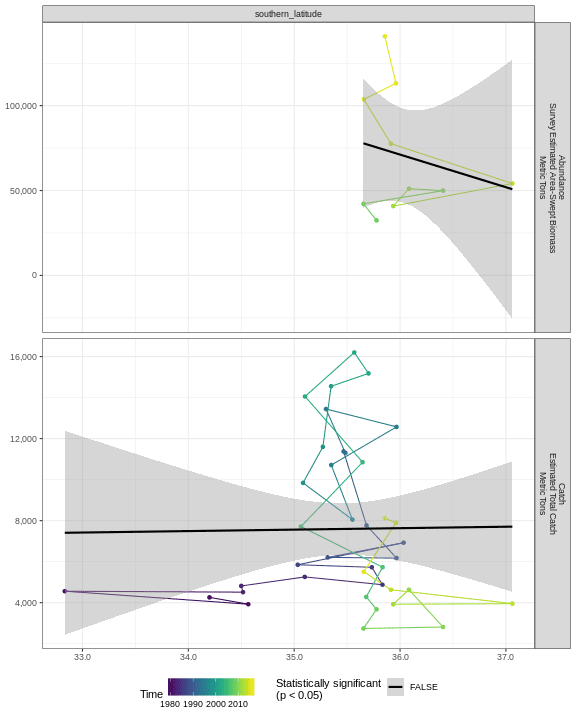 southern_latitude
100,000
50,000
0
Abundance
Survey Estimated Area-Swept Biomass
Metric Tons
16,000
12,000
8,000
4,000
Catch
Estimated Total Catch
Metric Tons
33.0 34.0 35.0 36.0 37.0
Time
1980 1990 2000 2010
Statistically significant
(p < 0.05)
FALSE